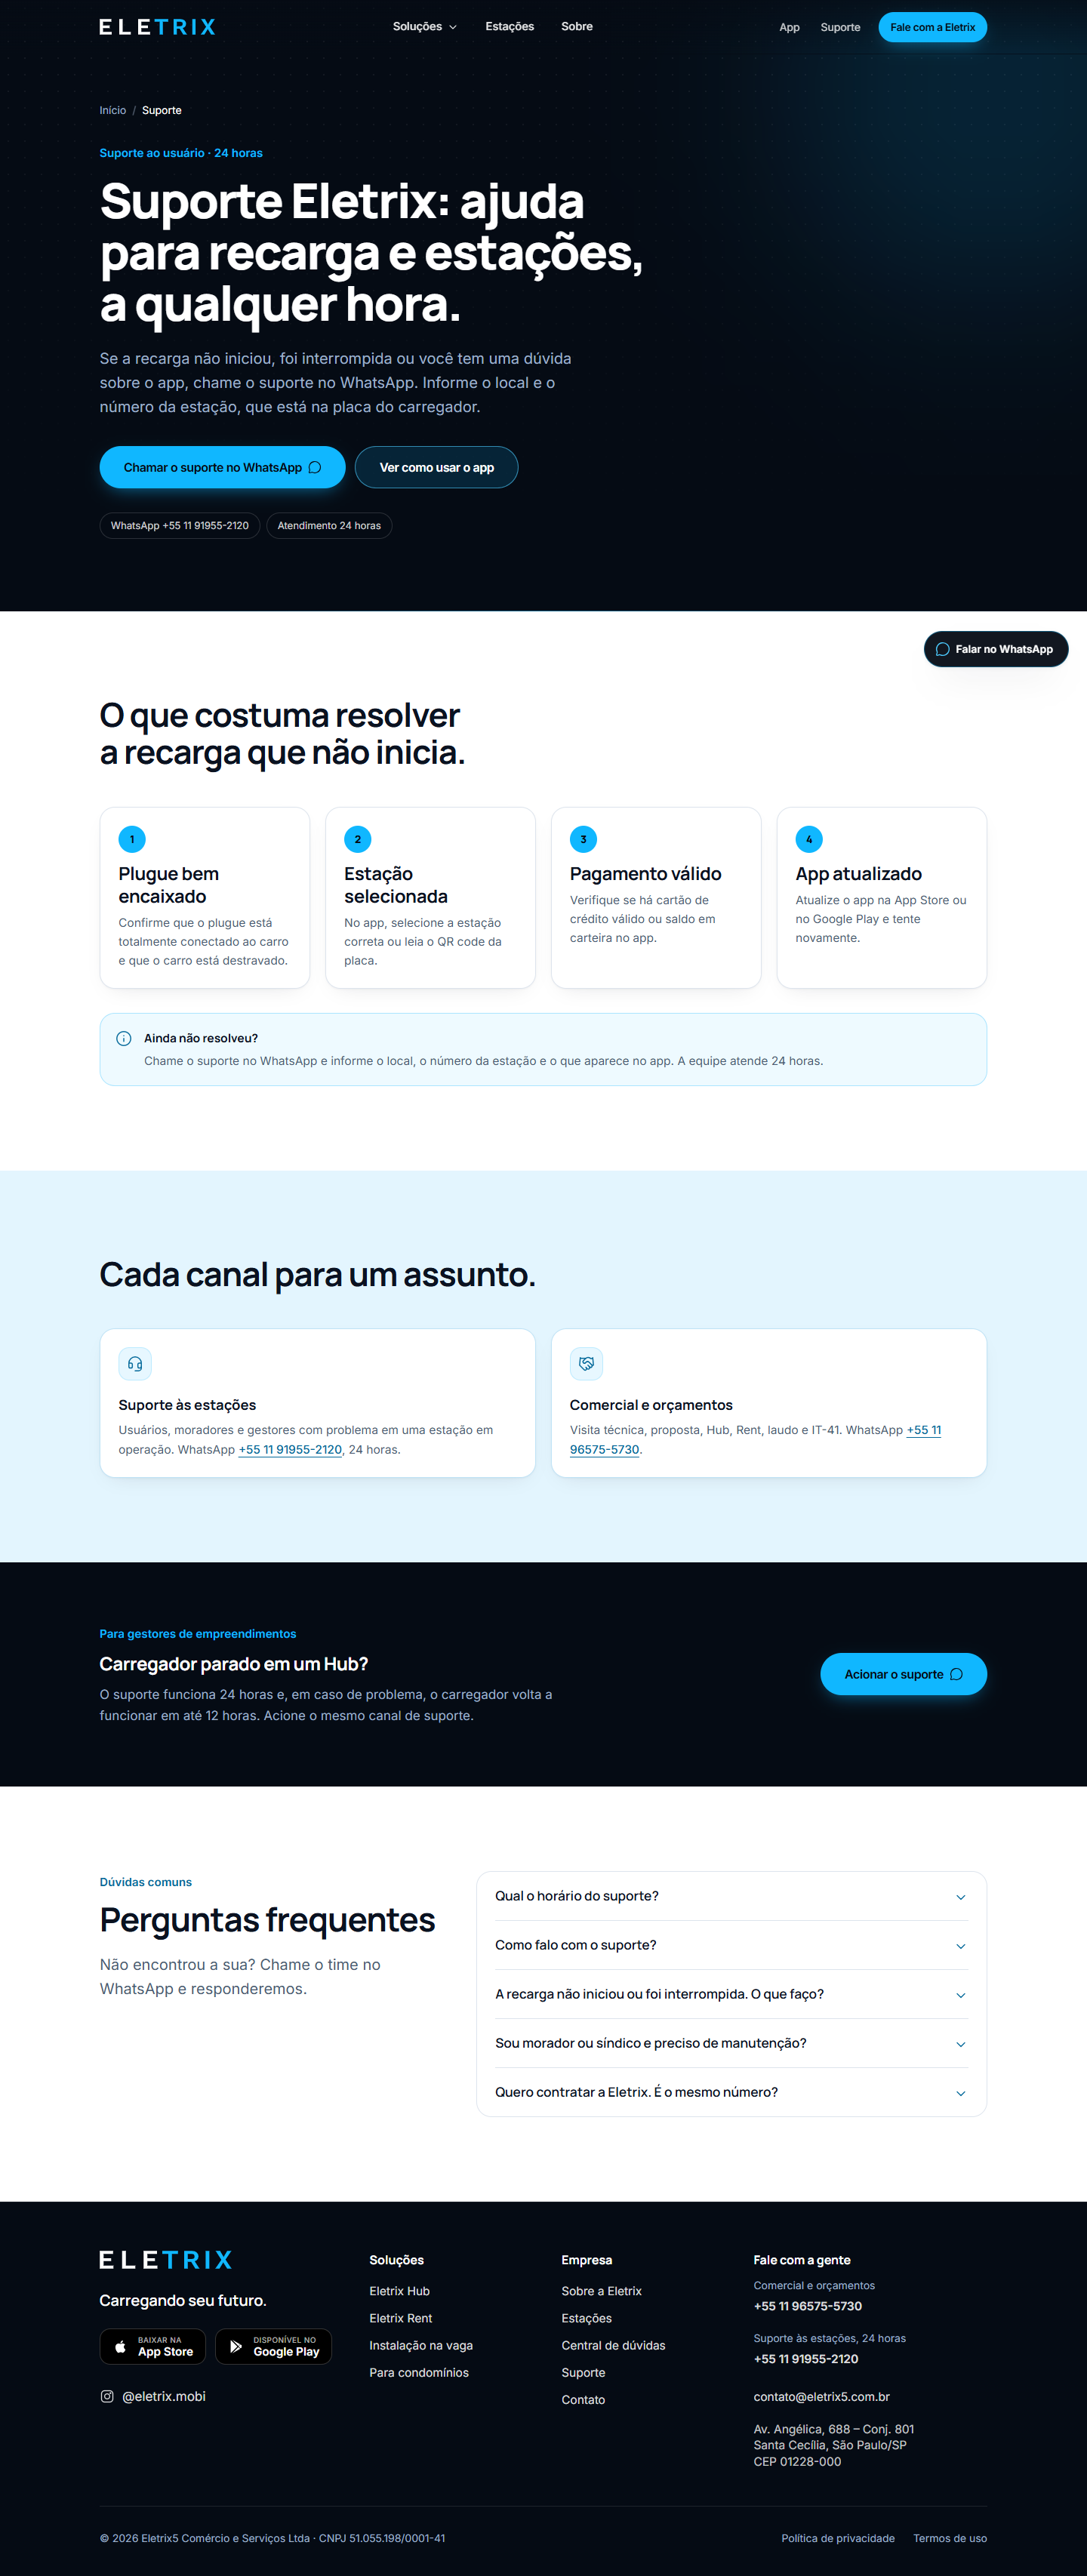 ELETRIX
Soluções
Estações
Sobre
App
Suporte
Fale com a Eletrix
Início / Suporte
Suporte ao usuário · 24 horas
Suporte Eletrix: ajuda
para recarga e estações,
a qualquer hora.
Se a recarga não iniciou, foi interrompida ou você tem uma dúvida
sobre o app, chame o suporte no WhatsApp. Informe o local e o
número da estação, que está na placa do carregador.
Chamar o suporte no WhatsApp
Ver como usar o app
WhatsApp +55 11 91955-2120
Atendimento 24 horas
Falar no WhatsApp
O que costuma resolver
a recarga que não inicia.
1
Plugue bem
encaixado
Confirme que o plugue está
totalmente conectado ao carro
e que o carro está destravado.
2
Estação
selecionada
No app, selecione a estação
correta ou leia o QR code da
placa.
3
Pagamento válido
Verifique se há cartão de
crédito válido ou saldo em
carteira no app.
4
App atualizado
Atualize o app na App Store ou
no Google Play e tente
novamente.
Ainda não resolveu?
Chame o suporte no WhatsApp e informe o local, o número da estação e o que aparece no app. A equipe atende 24 horas.
Cada canal para um assunto.
Suporte às estações
Usuários, moradores e gestores com problema em uma estação em
operação. WhatsApp +55 11 91955-2120, 24 horas.
Comercial e orçamentos
Visita técnica, proposta, Hub, Rent, laudo e IT-41. WhatsApp +55 11
96575-5730.
Para gestores de empreendimentos
Carregador parado em um Hub?
O suporte funciona 24 horas e, em caso de problema, o carregador volta a
funcionar em até 12 horas. Acione o mesmo canal de suporte.
Acionar o suporte
Dúvidas comuns
Perguntas frequentes
Não encontrou a sua? Chame o time no
WhatsApp e responderemos.
Qual o horário do suporte?
Como falo com o suporte?
A recarga não iniciou ou foi interrompida. O que faço?
Sou morador ou síndico e preciso de manutenção?
Quero contratar a Eletrix. É o mesmo número?
ELETRIX
Carregando seu futuro.
BAIXAR NA
App Store
DISPONÍVEL NO
Google Play
@eletrix.mobi
Soluções
Eletrix Hub
Eletrix Rent
Instalação na vaga
Para condomínios
Empresa
Sobre a Eletrix
Estações
Central de dúvidas
Suporte
Contato
Fale com a gente
Comercial e orçamentos
+55 11 96575-5730
Suporte às estações, 24 horas
+55 11 91955-2120
contato@eletrix5.com.br
Av. Angélica, 688 – Conj. 801
Santa Cecília, São Paulo/SP
CEP 01228-000
© 2026 Eletrix5 Comércio e Serviços Ltda · CNPJ 51.055.198/0001-41
Política de privacidade
Termos de uso